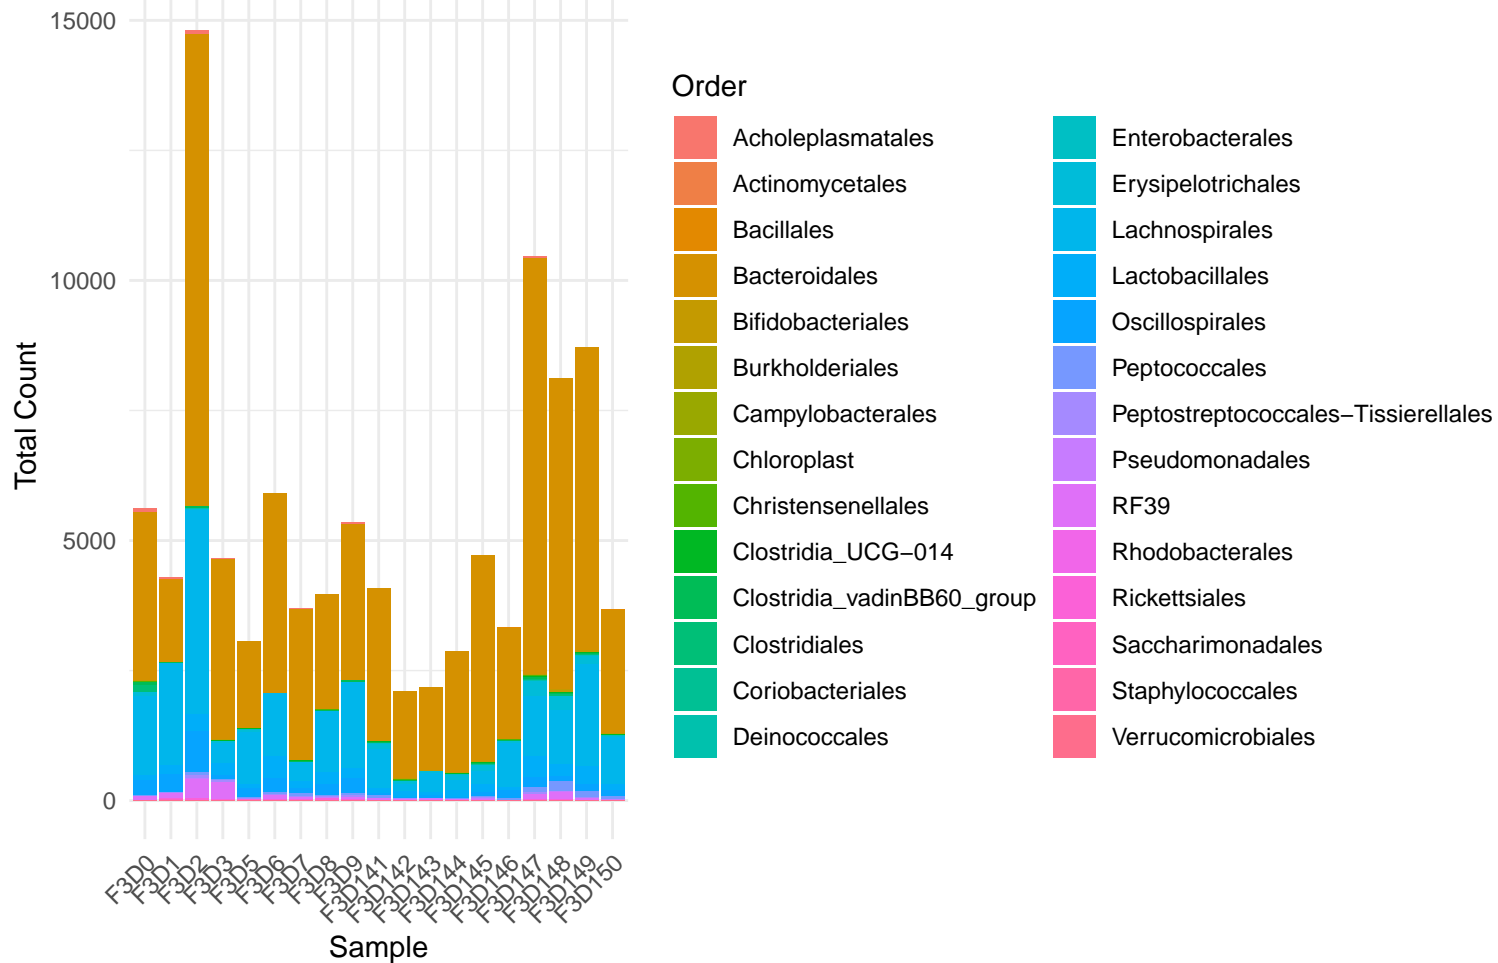 15000
10000
5000
0
Total Count
F3D0
F3D1
F3D2
F3D3
F3D5
F3D6
F3D7
F3D8
F3D9
F3D141
F3D142
F3D143
F3D144
F3D145
F3D146
F3D147
F3D148
F3D149
F3D150
Sample
Order
Acholeplasmatales
Actinomycetales
Bacillales
Bacteroidales
Bifidobacteriales
Burkholderiales
Campylobacterales
Chloroplast
Christensenellales
Clostridia_UCG−014
Clostridia_vadinBB60_group
Clostridiales
Coriobacteriales
Deinococcales
Enterobacterales
Erysipelotrichales
Lachnospirales
Lactobacillales
Oscillospirales
Peptococcales
Peptostreptococcales−Tissierellales
Pseudomonadales
RF39
Rhodobacterales
Rickettsiales
Saccharimonadales
Staphylococcales
Verrucomicrobiales